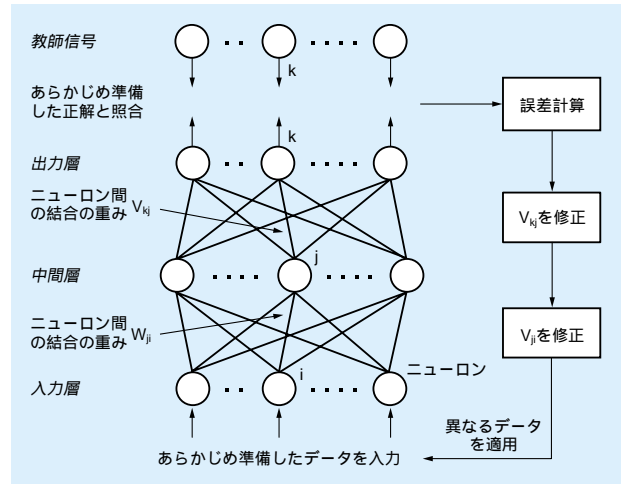 教師信号
k
あらかじめ準備
した正解と照合
誤差計算
k
出力層
ニューロン間
の結合の重み Vkj
Vkjを修正
j
中間層
ニューロン間
の結合の重み Wji
Vjiを修正
i
ニューロン
入力層
異なるデータ
を適用
あらかじめ準備したデータを入力